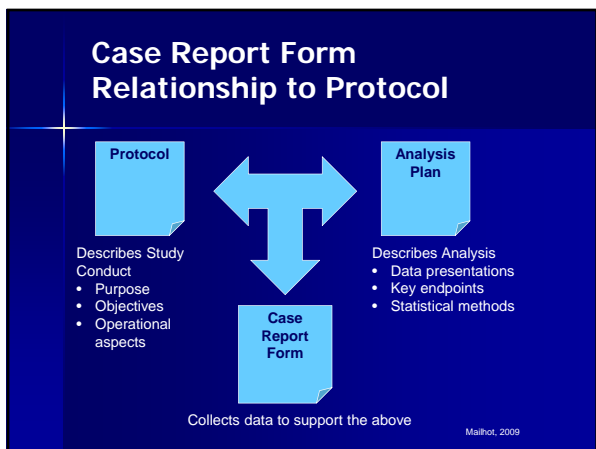 Case Report Form
Relationship to Protocol
Protocol
Analysis
Plan
Describes Study
Conduct
• Purpose
• Objectives
• Operational
aspects
Describes Analysis
• Data presentations
• Key endpoints
• Statistical methods
Case
Report
Form
Collects data to support the above
Mailhot, 2009